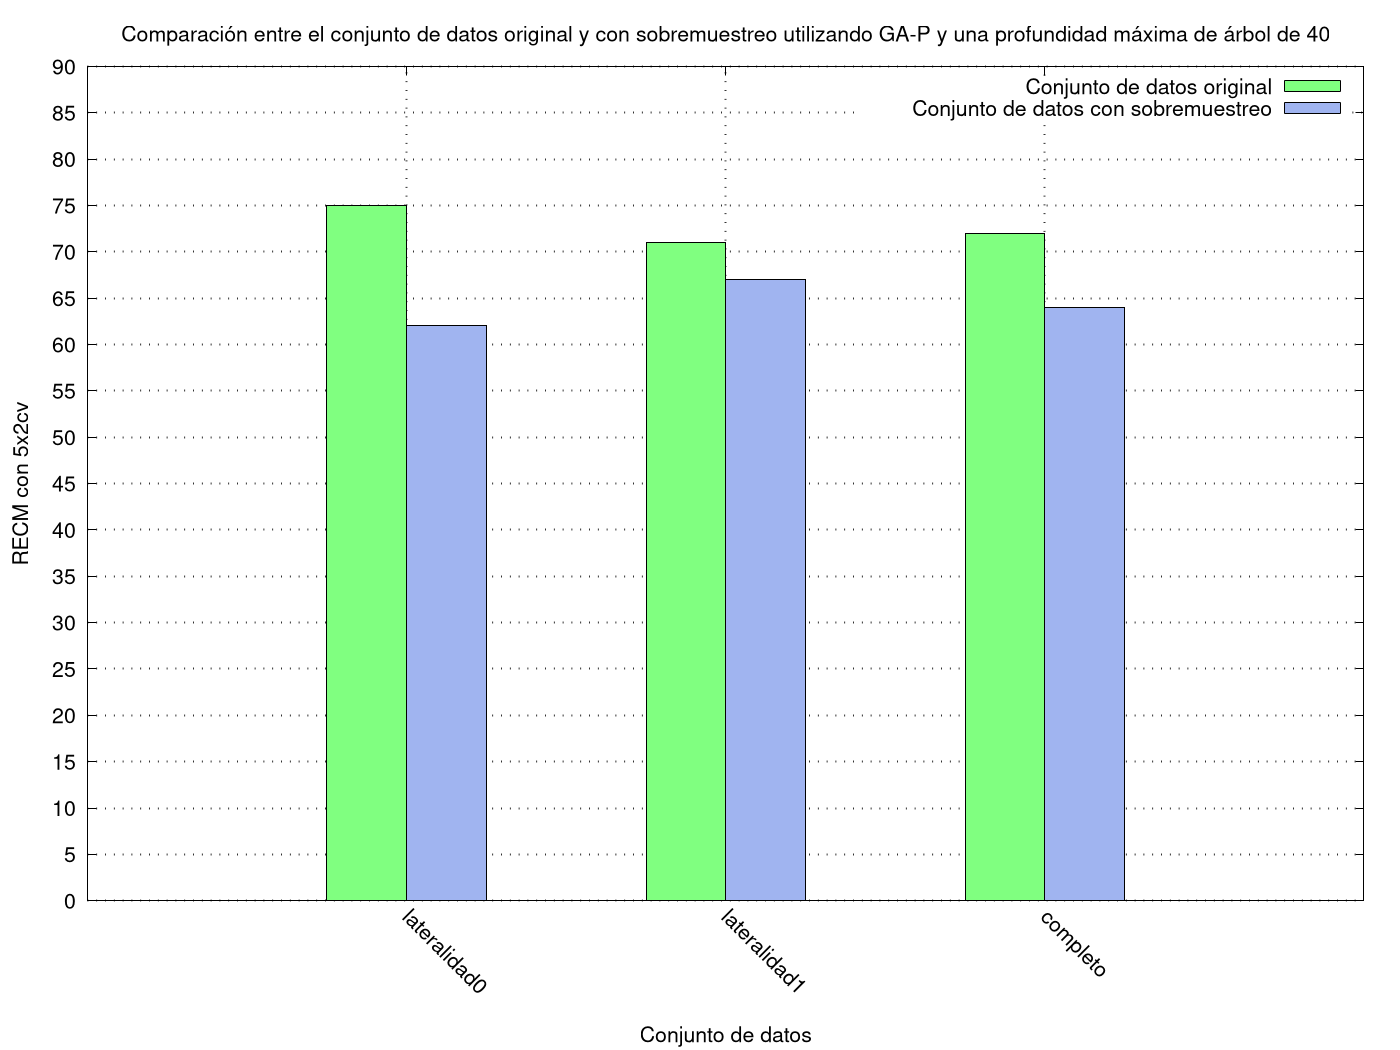 Comparación entre el conjunto de datos original y con sobremuestreo utilizando GA-P y una profundidad máxima de árbol de 40
Conjunto de datos original
Conjunto de datos con sobremuestreo
90
85
80
75
70
65
60
55
50
45
40
35
30
25
20
15
10
5
0
RECM con 5x2cv
lateralidad0
lateralidad1
completo
Conjunto de datos